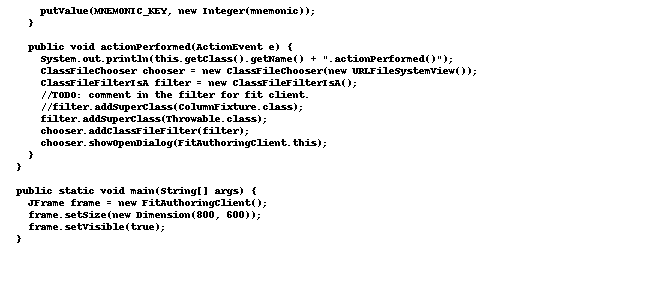 putValue(MNEMONIC_KEY, new Integer(mnemonic));
}
public void actionPerformed(ActionEvent e) {
System.out.println(this.getClass().getName() + ".actionPerformed()");
ClassFileChooser chooser = new ClassFileChooser(new URLFileSystemView());
ClassFileFilterIsA filter = new ClassFileFilterIsA();
//TODO: comment in the filter for fit client.
//filter.addSuperClass(ColumnFixture.class);
filter.addSuperClass(Throwable.class);
chooser.addClassFileFilter(filter);
chooser.showOpenDialog(FitAuthoringClient.this);
}
}
public static void main(String[] args) {
JFrame frame = new FitAuthoringClient();
frame.setSize(new Dimension(800, 600));
frame.setVisible(true);
}